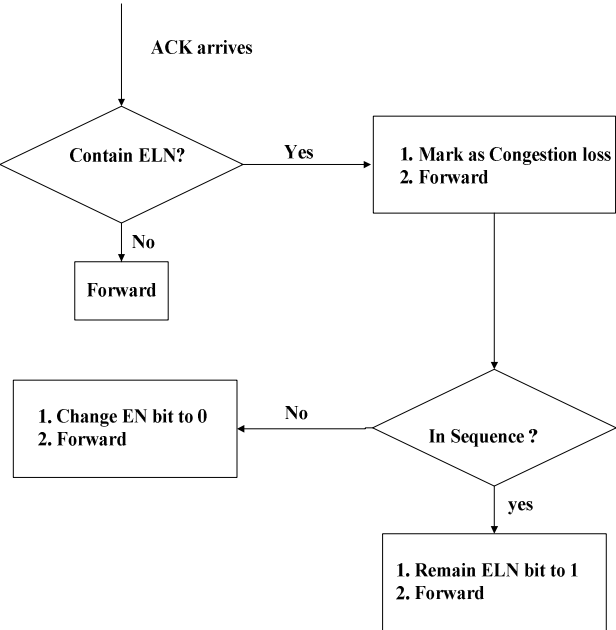 ACK arrives
Contain ELN?
Yes
1. Mark as Congestion loss
2. Forward
No
Forward
1. Change EN bit to 0
2. Forward
No
In Sequence ?
yes
1. Remain ELN bit to 1
2. Forward